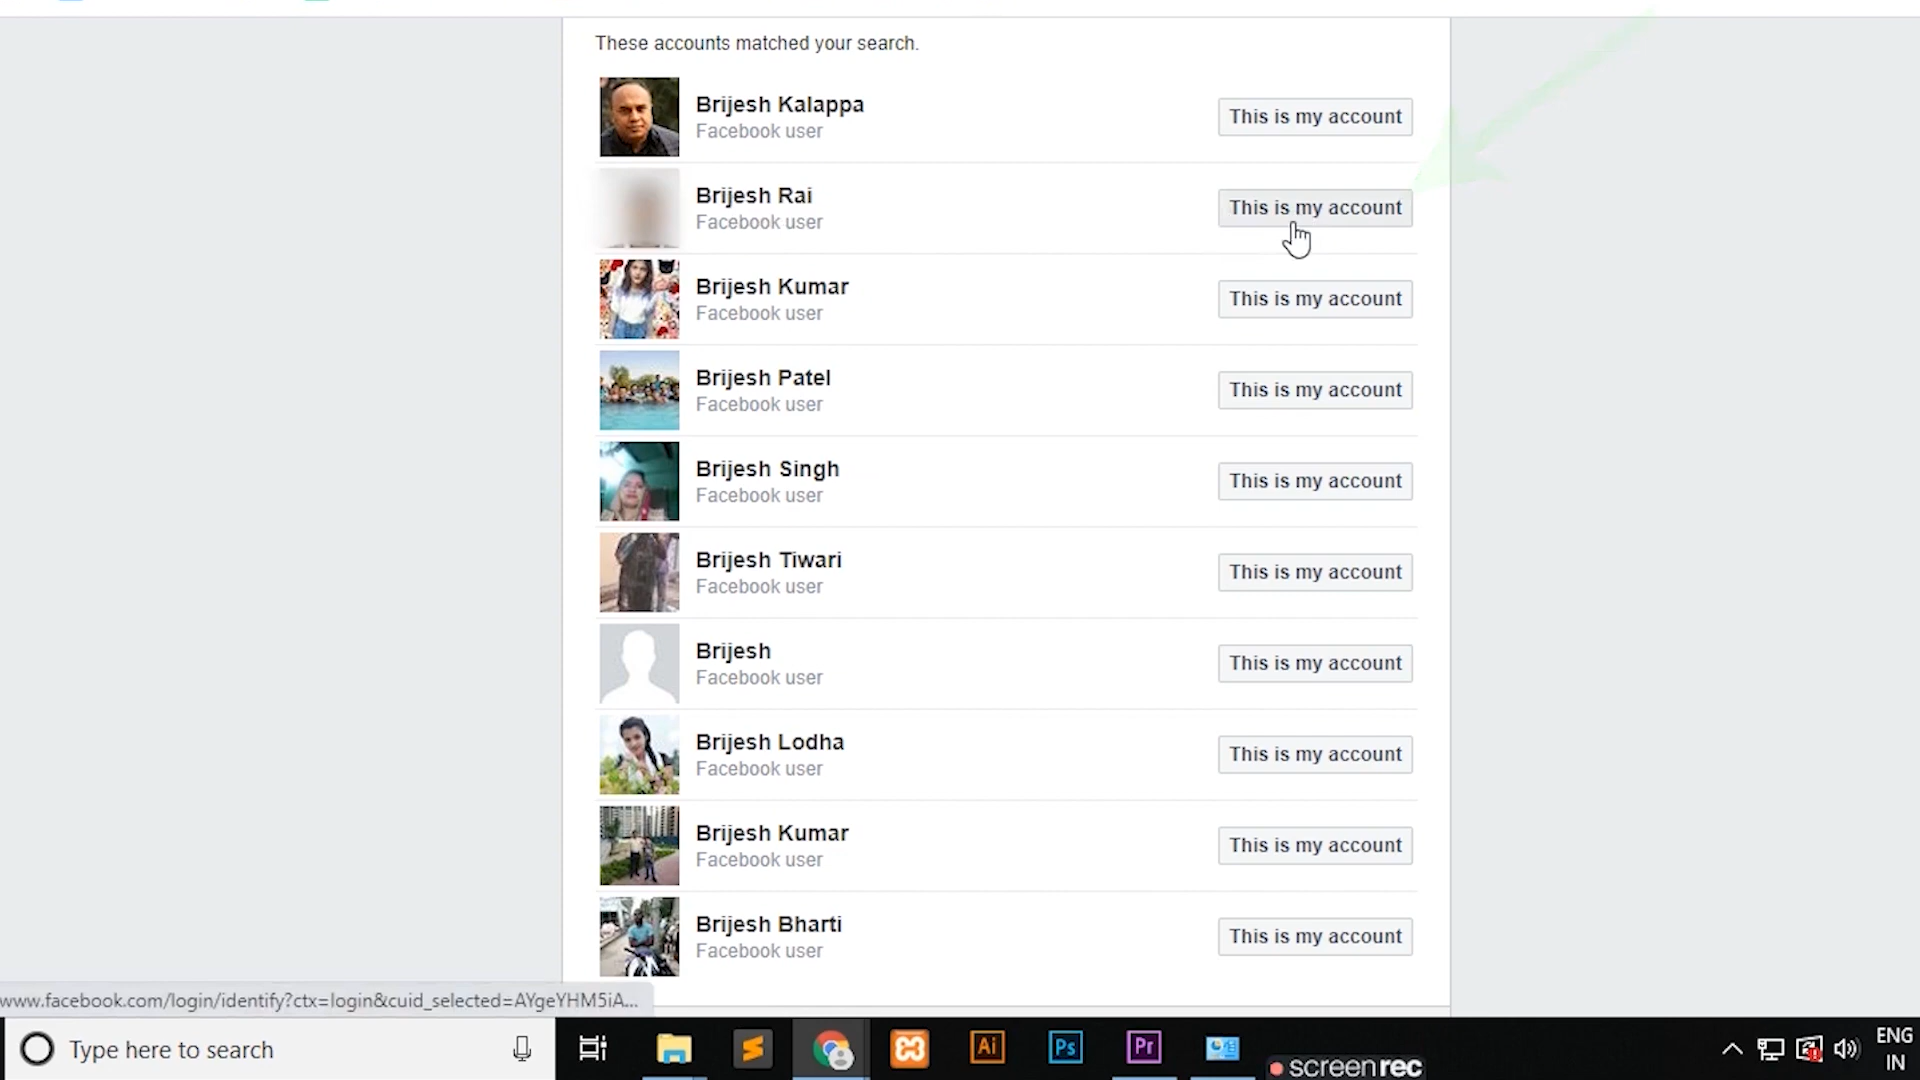 These accounts matched your search.
Brijesh Kalappa
Facebook user
This is my account
Brijesh Rai
Facebook user
This is my account
Brijesh Kumar
Facebook user
This is my account
Brijesh Patel
Facebook user
This is my account
Brijesh Singh
Facebook user
This is my account
Brijesh Tiwari
Facebook user
This is my account
Brijesh
Facebook user
This is my account
Brijesh Lodha
Facebook user
This is my account
Brijesh Kumar
Facebook user
This is my account
Brijesh Bharti
Facebook user
This is my account
www.facebook.com/login/identify?ctx=login&cuid_selected=AYgeYHM5iA...
Type here to search
Ai
Ps
Pr
screenrec
ENG
IN